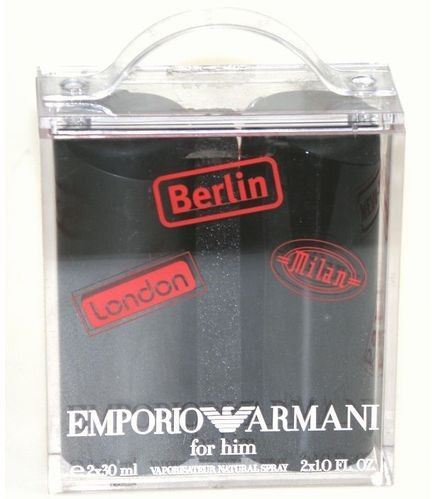 Berlin
London
Milan
EMPORIO ARMANI
for him
℮ 2x30 ml VAPORISATEUR NATURAL SPRAY 2x1.0 FL. OZ.